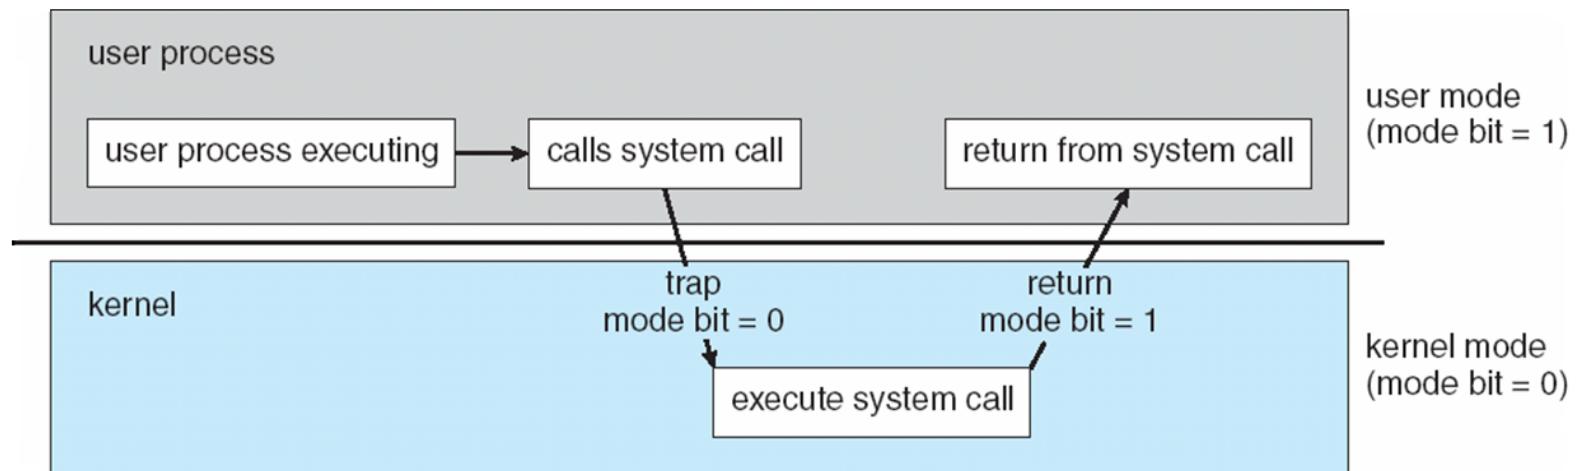 user process
user process executing
calls system call
return from system call
user mode
(mode bit = 1)
kernel
trap
mode bit = 0
return
mode bit = 1
execute system call
kernel mode
(mode bit = 0)